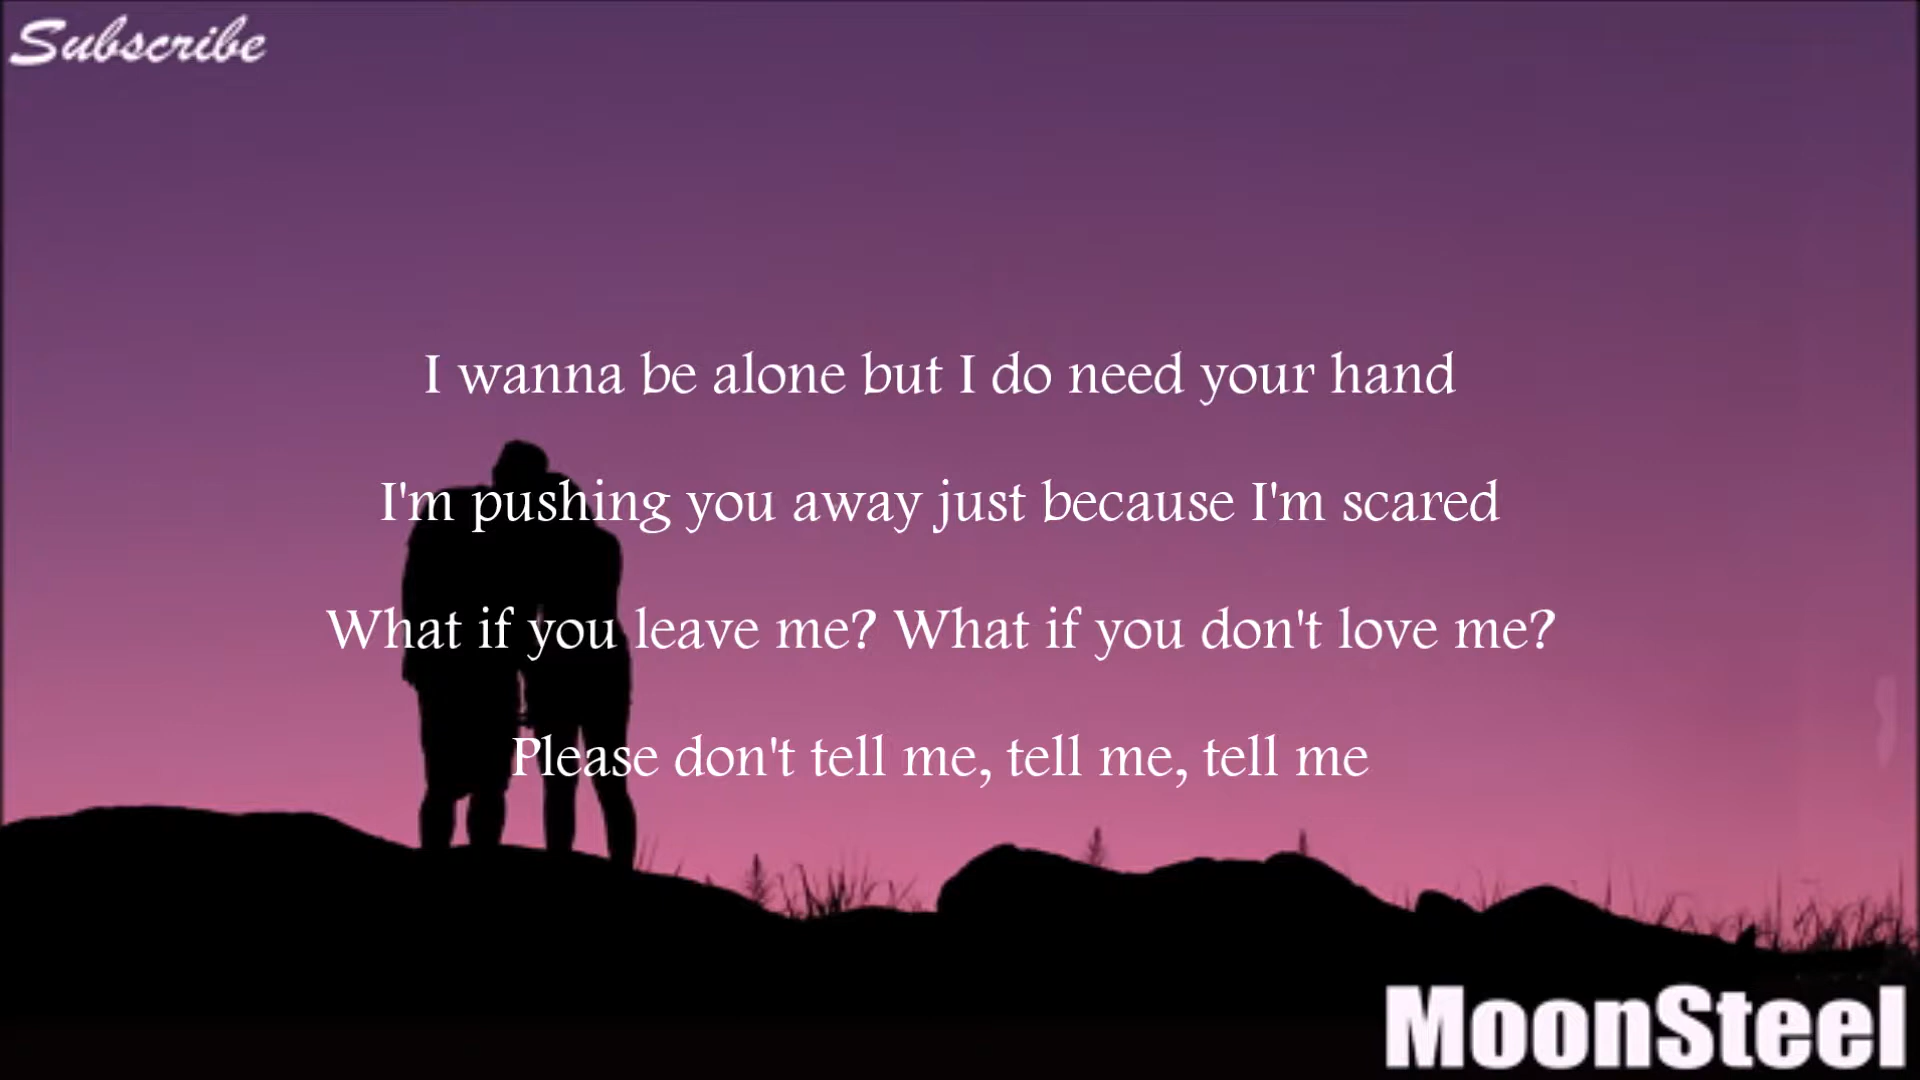 Subscribe
I wanna be alone but I do need your hand
I'm pushing you away just because I'm scared
What if you leave me? What if you don't love me?
Please don't tell me, tell me, tell me
MoonSteel